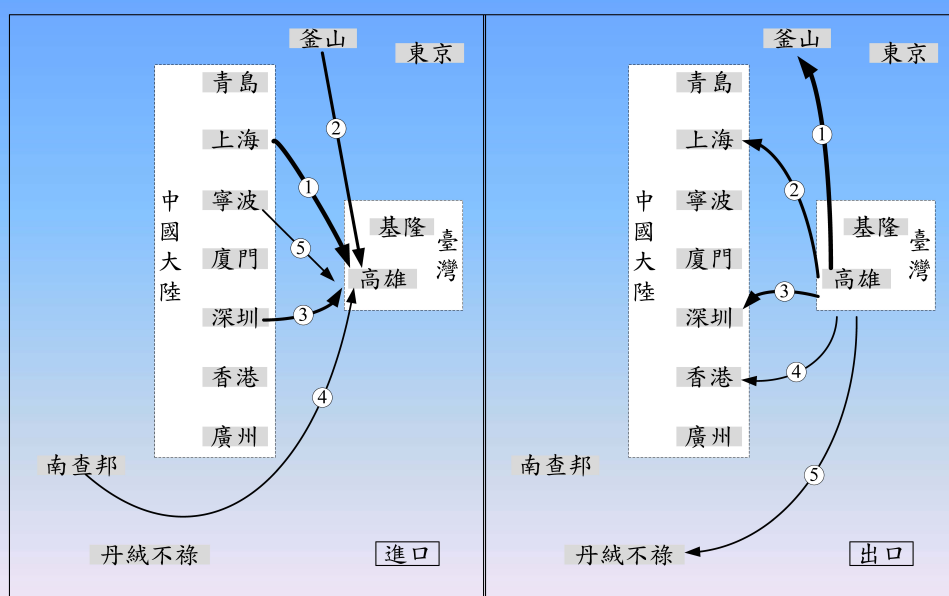 釜山
東京
青島
上海
寧波
廈門
深圳
香港
廣州
中國大陸
基隆
高雄
臺灣
南查邦
丹絨不祿
進口
①
②
③
④
⑤
釜山
東京
青島
上海
寧波
廈門
深圳
香港
廣州
中國大陸
基隆
高雄
臺灣
南查邦
丹絨不祿
出口
①
②
③
④
⑤